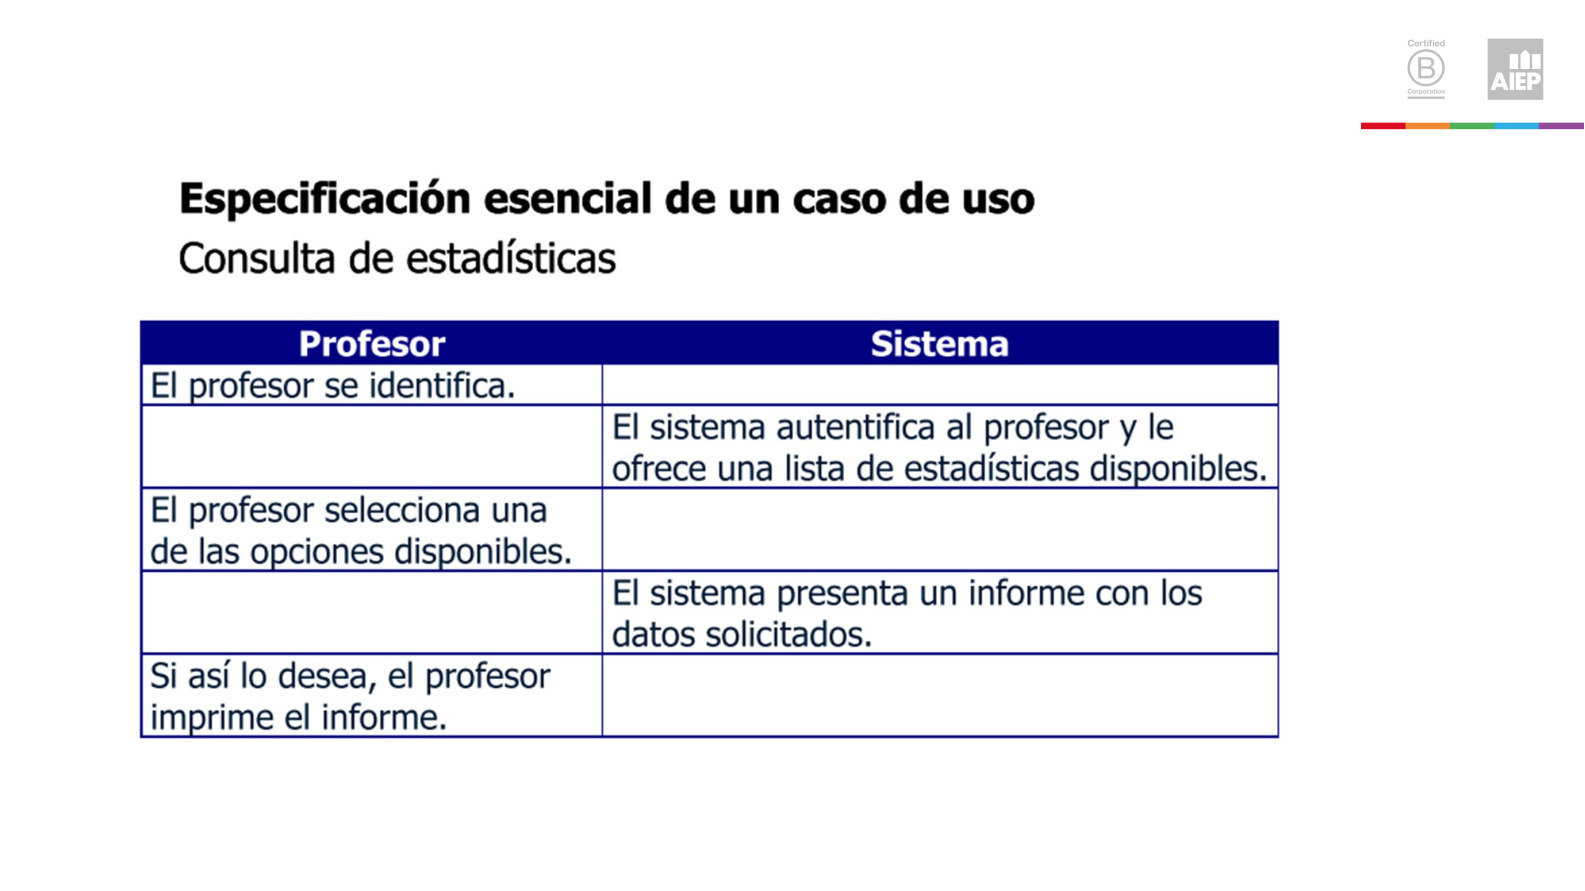 Certified
B
Corporation
AIEP
Especificación esencial de un caso de uso
Consulta de estadísticas
Profesor
Sistema
El profesor se identifica.
El sistema autentifica al profesor y le
ofrece una lista de estadísticas disponibles.
El profesor selecciona una
de las opciones disponibles.
El sistema presenta un informe con los
datos solicitados.
Si así lo desea, el profesor
imprime el informe.